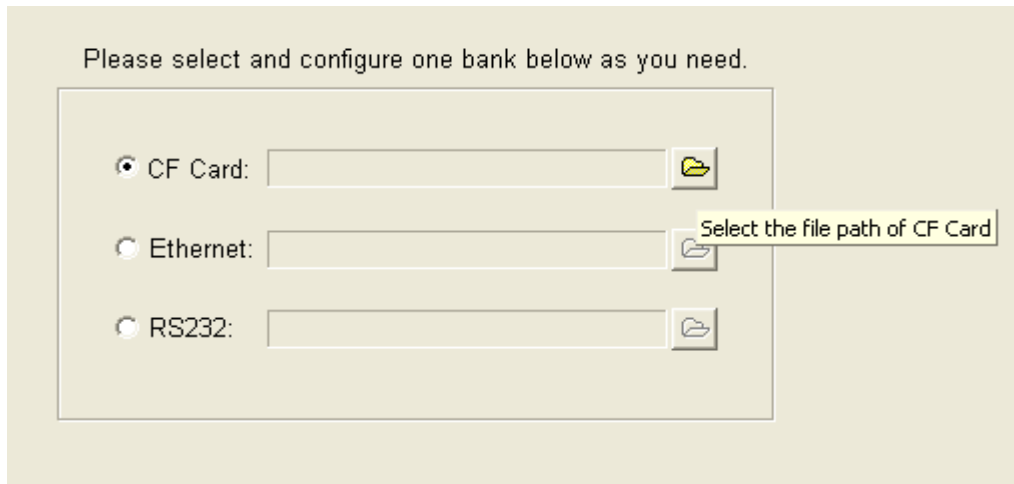 Please select and configure one bank below as you need.
CF Card:
Select the file path of CF Card
Ethernet:
RS232: